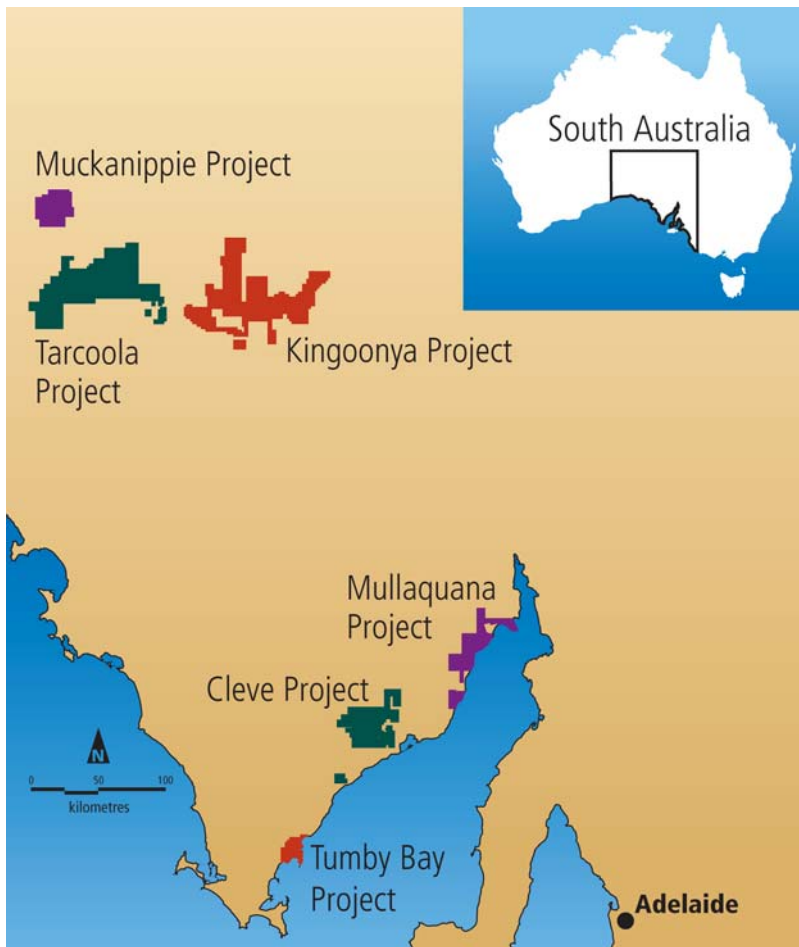 South Australia
Muckanippie Project
Tarcoola
Project
Kingoonya Project
Mullaquana
Project
Cleve Project
N
0 50 100
kilometres
Tumby Bay
Project
Adelaide